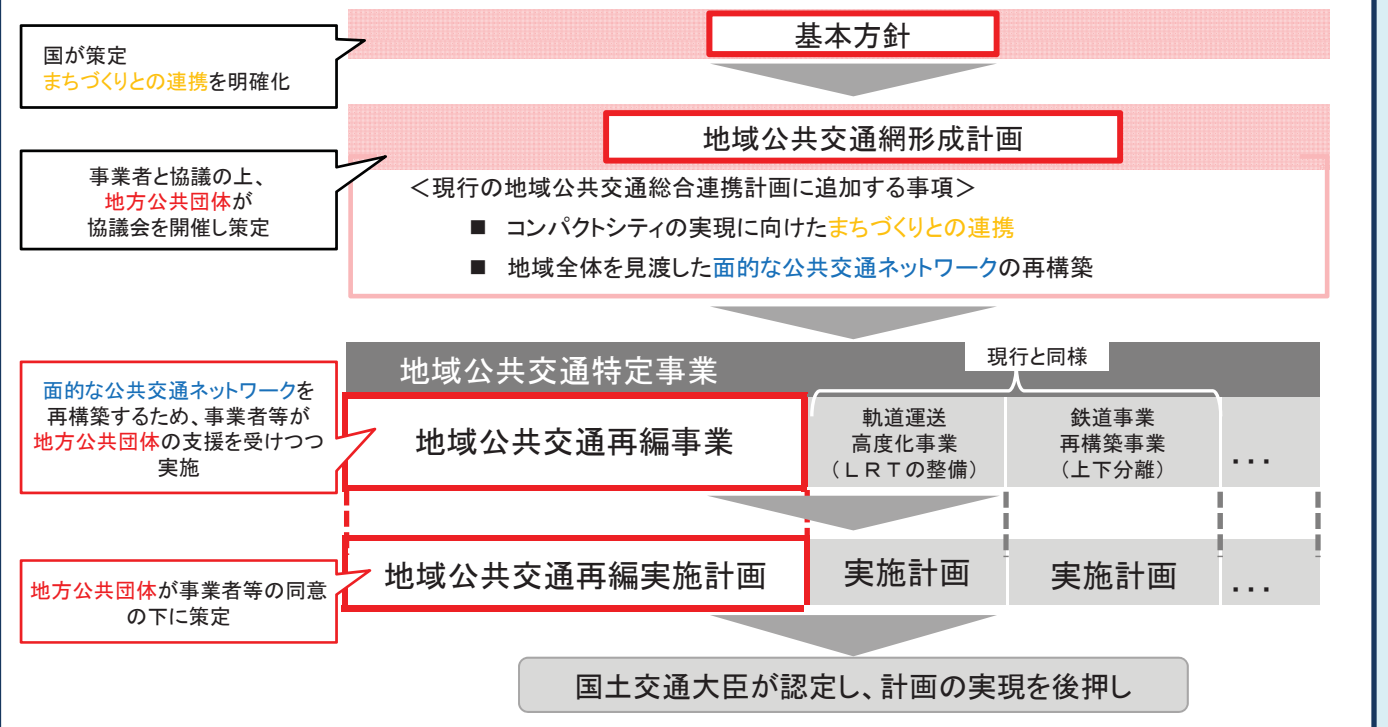 基本方針
国が策定
まちづくりとの連携を明確化
地域公共交通網形成計画
事業者と協議の上、
地方公共団体が
協議会を開催し策定
＜現行の地域公共交通総合連携計画に追加する事項＞
■ コンパクトシティの実現に向けたまちづくりとの連携
■ 地域全体を見渡した面的な公共交通ネットワークの再構築
地域公共交通特定事業
現行と同様
面的な公共交通ネットワークを
再構築するため、事業者等が
地方公共団体の支援を受けつつ
実施
地域公共交通再編事業
軌道運送
高度化事業
（ＬＲＴの整備）
鉄道事業
再構築事業
（上下分離）
・・・
地方公共団体が事業者等の同意
の下に策定
地域公共交通再編実施計画
実施計画
実施計画
・・・
国土交通大臣が認定し、計画の実現を後押し